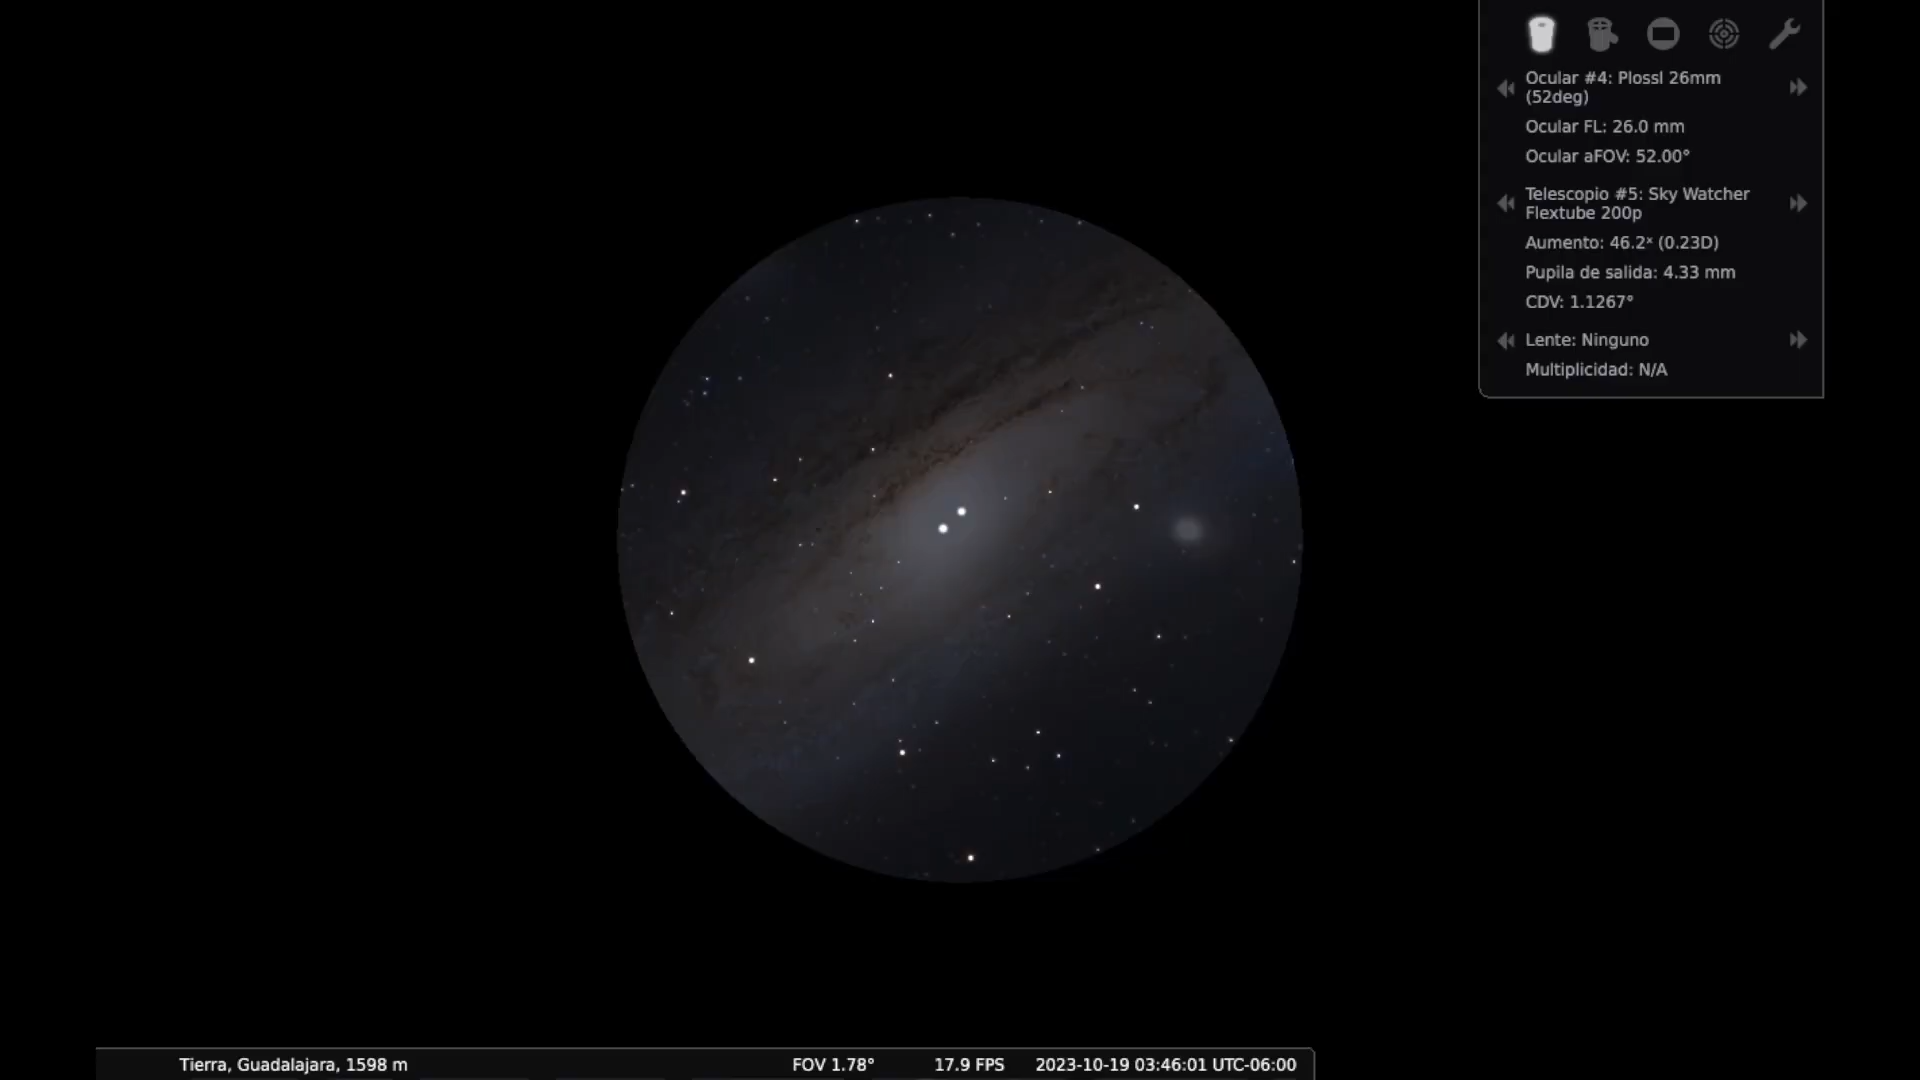 Ocular #4: Plossl 26mm
(52deg)
Ocular FL: 26.0 mm
Ocular aFOV: 52.00°
Telescopio #5: Sky Watcher
Flextube 200p
Aumento: 46.2ˣ (0.23D)
Pupila de salida: 4.33 mm
CDV: 1.1267°
Lente: Ninguno
Multiplicidad: N/A
Tierra, Guadalajara, 1598 m FOV 1.78° 17.9 FPS 2023-10-19 03:46:01 UTC-06:00